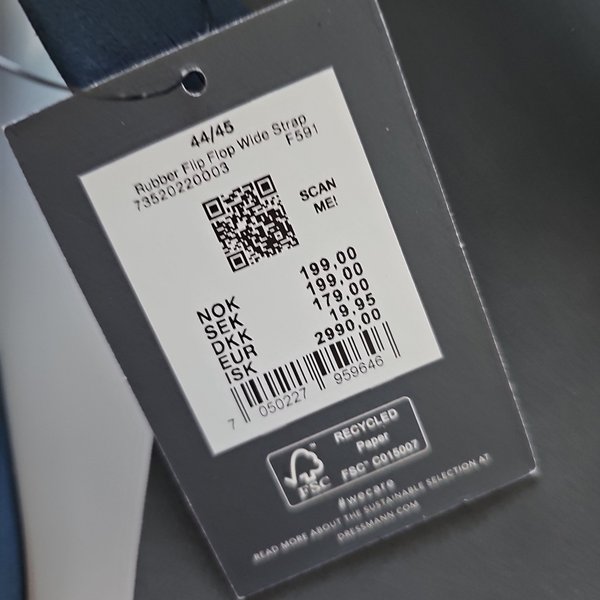 44/45
Rubber Flip Flop Wide Strap
73520220003 F591
SCAN
ME!
NOK 199,00
SEK 199,00
DKK 179,00
EUR 19,95
ISK 2990,00
7 050227 959646
FSC
RECYCLED
Paper
FSC® C015007
#wecare
READ MORE ABOUT THE SUSTAINABLE SELECTION AT
DRESSMANN.COM